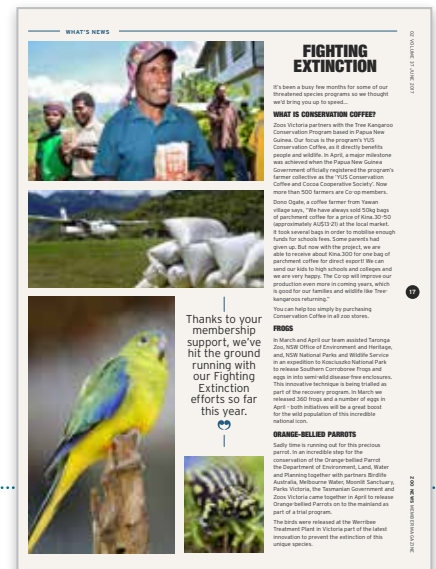 WHAT'S NEWS
FIGHTING
EXTINCTION
It's been a busy few months for some of our
threatened species programs so we thought
we'd bring you up to speed...
WHAT IS CONSERVATION COFFEE?
Zoos Victoria partners with the Tree Kangaroo
Conservation Program based in Papua New
Guinea. Our focus is the program's YUS
Conservation Coffee, as it directly benefits
people and wildlife. In April, a major milestone
was achieved when the Papua New Guinea
Government officially registered the program's
farmer collective as the 'YUS Conservation
Coffee and Cocoa Cooperative Society'. Now
more than 500 farmers are Co-op members.
Dono Ogate, a coffee farmer from Yawan
village says, "We have always sold 50kg bags
of parchment coffee for a price of Kina.30-50
(approximately AU$13-21) at the local market.
It took several bags in order to mobilise enough
funds for schools fees. Some parents had
given up. But now with the project, we are
able to receive about Kina.300 for one bag of
parchment coffee for direct export! We can
send our kids to high schools and colleges and
we are very happy. The Co-op will improve our
production even more in coming years, which
is good for our families and wildlife like Tree-
kangaroos returning."
You can help too simply by purchasing
Conservation Coffee in all zoo stores.
FROGS
In March and April our team assisted Taronga
Zoo, NSW Office of Environment and Heritage,
and, NSW National Parks and Wildlife Service
in an expedition to Kosciuszko National Park
to release Southern Corroboree Frogs and
eggs in into semi-wild disease-free enclosures.
This innovative technique is being trialled as
part of the recovery program. In March we
released 360 frogs and a number of eggs in
April - both initiatives will be a great boost
for the wild population of this incredible
national icon.
ORANGE-BELLIED PARROTS
Sadly time is running out for this precious
parrot. In an incredible step for the
conservation of the Orange-bellied Parrot
the Department of Environment, Land, Water
and Planning together with partners Birdlife
Australia, Melbourne Water, Moonlit Sanctuary,
Parks Victoria, the Tasmanian Government and
Zoos Victoria came together in April to release
Orange-bellied Parrots on to the mainland as
part of a trial program.
The birds were released at the Werribee
Treatment Plant in Victoria part of the latest
innovation to prevent the extinction of this
unique species.
Thanks to your
membership
support, we've
hit the ground
running with
our Fighting
Extinction
efforts so far
this year.
02 VOLUME 37 JUNE 2017
17
ZOO NEWS MEMBER MAGAZINE